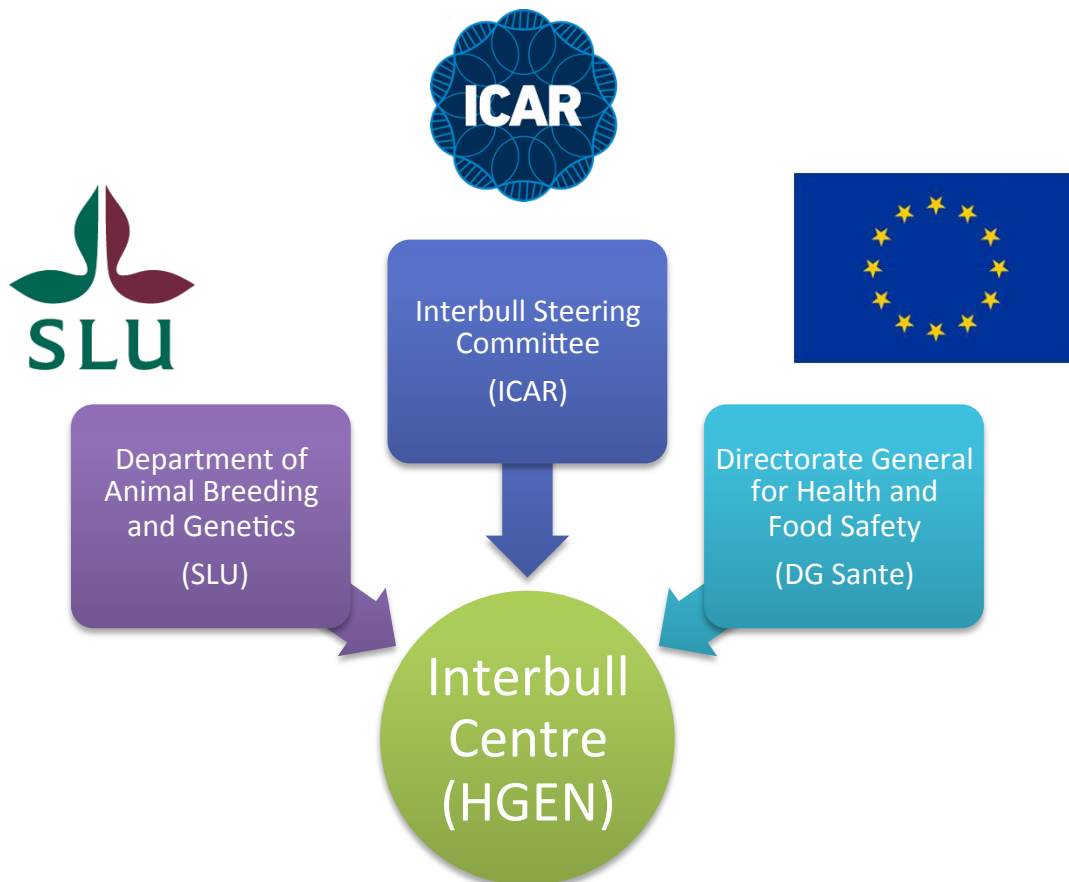 ICAR
SLU
Interbull Steering
Committee
(ICAR)
Department of
Animal Breeding
and Genetics
(SLU)
Directorate General
for Health and
Food Safety
(DG Sante)
Interbull
Centre
(HGEN)